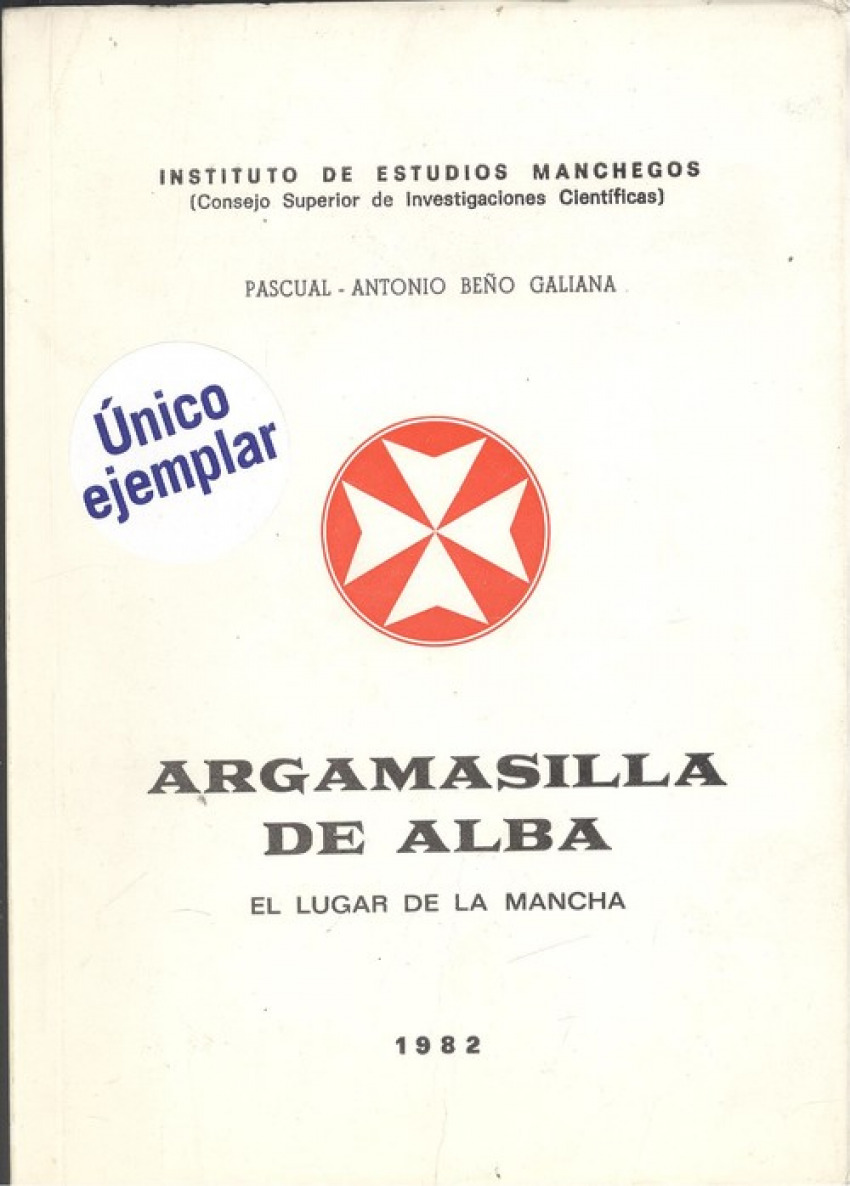 INSTITUTO DE ESTUDIOS MANCHEGOS
(Consejo Superior de Investigaciones Científicas)
PASCUAL - ANTONIO BEÑO GALIANA
Único
ejemplar
ARGAMASILLA
DE ALBA
EL LUGAR DE LA MANCHA
1982